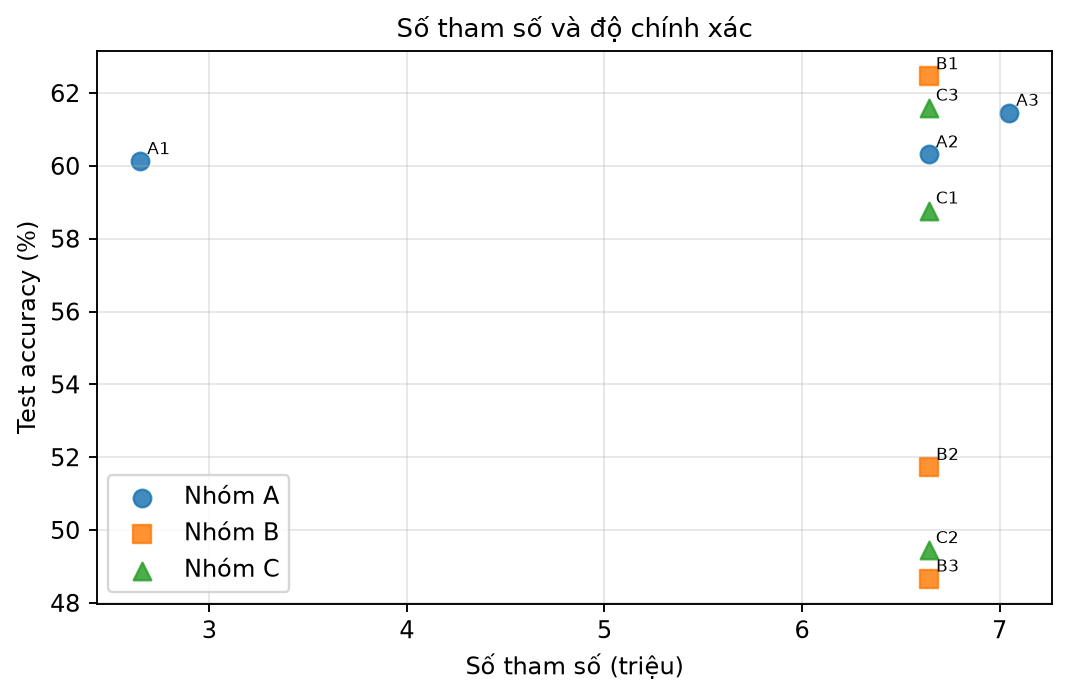 Số tham số và độ chính xác
Test accuracy (%)
62
60
58
56
54
52
50
48
B1
C3
A3
A2
A1
C1
B2
C2
B3
Nhóm A
Nhóm B
Nhóm C
3 4 5 6 7
Số tham số (triệu)